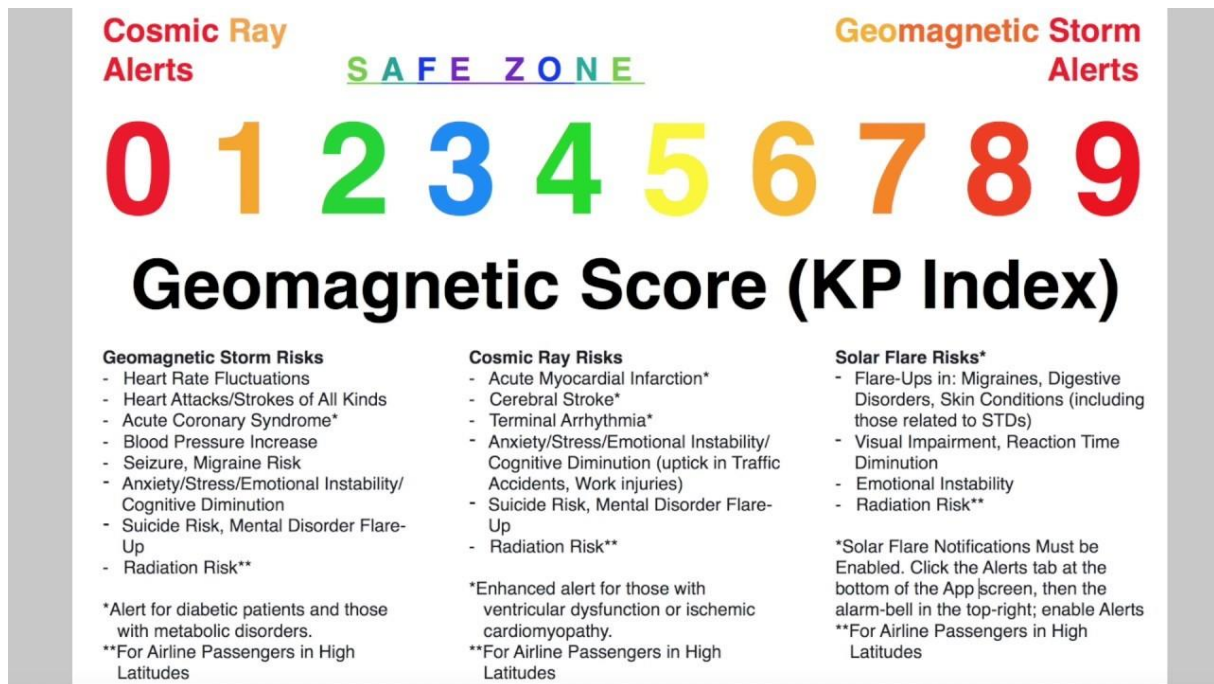 Cosmic Ray
Alerts
SAFE ZONE
Geomagnetic Storm
Alerts
0 1 2 3 4 5 6 7 8 9
Geomagnetic Score (KP Index)
Geomagnetic Storm Risks
- Heart Rate Fluctuations
- Heart Attacks/Strokes of All Kinds
- Acute Coronary Syndrome*
- Blood Pressure Increase
- Seizure, Migraine Risk
- Anxiety/Stress/Emotional Instability/
Cognitive Diminution
- Suicide Risk, Mental Disorder Flare-
Up
- Radiation Risk**
*Alert for diabetic patients and those
with metabolic disorders.
**For Airline Passengers in High
Latitudes
Cosmic Ray Risks
- Acute Myocardial Infarction*
- Cerebral Stroke*
- Terminal Arrhythmia*
- Anxiety/Stress/Emotional Instability/
Cognitive Diminution (uptick in Traffic
Accidents, Work injuries)
- Suicide Risk, Mental Disorder Flare-
Up
- Radiation Risk**
*Enhanced alert for those with
ventricular dysfunction or ischemic
cardiomyopathy.
**For Airline Passengers in High
Latitudes
Solar Flare Risks*
- Flare-Ups in: Migraines, Digestive
Disorders, Skin Conditions (including
those related to STDs)
- Visual Impairment, Reaction Time
Diminution
- Emotional Instability
- Radiation Risk**
*Solar Flare Notifications Must be
Enabled. Click the Alerts tab at the
bottom of the App screen, then the
alarm-bell in the top-right; enable Alerts
**For Airline Passengers in High
Latitudes